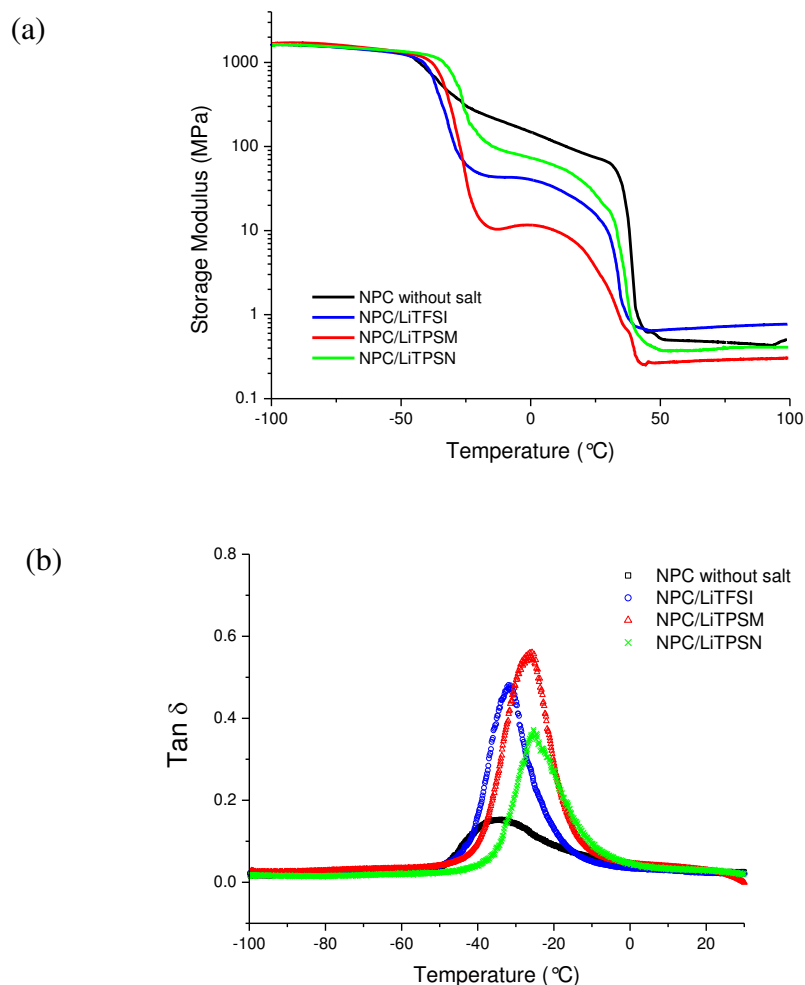 (a)
1000
100
10
1
0.1
Storage Modulus (MPa)
NPC without salt
NPC/LiTFSI
NPC/LiTPSM
NPC/LiTPSN
-100 -50 0 50 100
Temperature (°C)
(b)
0.8
0.6
0.4
0.2
0.0
Tan δ
NPC without salt
NPC/LiTFSI
NPC/LiTPSM
NPC/LiTPSN
-100 -80 -60 -40 -20 0 20
Temperature (°C)